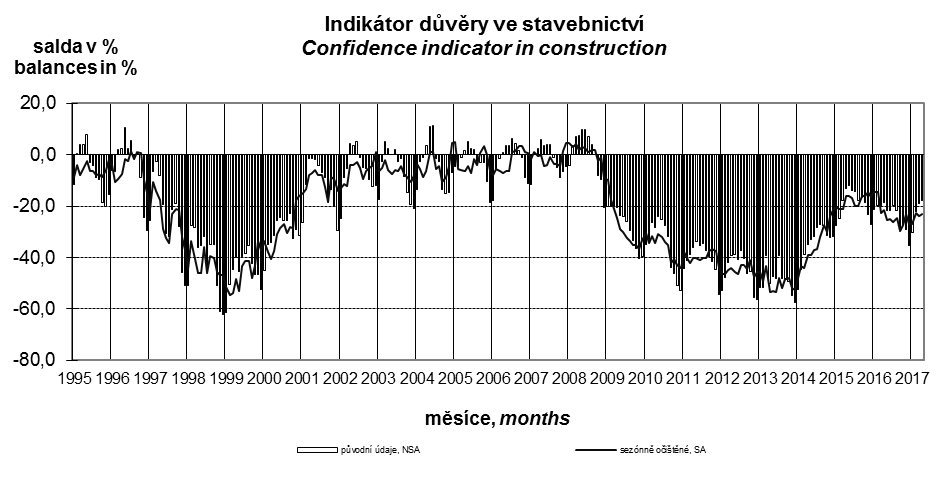 Indikátor důvěry ve stavebnictví
Confidence indicator in construction
salda v %
balances in %
20,0
0,0
-20,0
-40,0
-60,0
-80,0
1995 1996 1997 1998 1999 2000 2001 2002 2003 2004 2005 2006 2007 2008 2009 2010 2011 2012 2013 2014 2015 2016 2017
měsíce, months
původní údaje, NSA
sezónně očištěné, SA